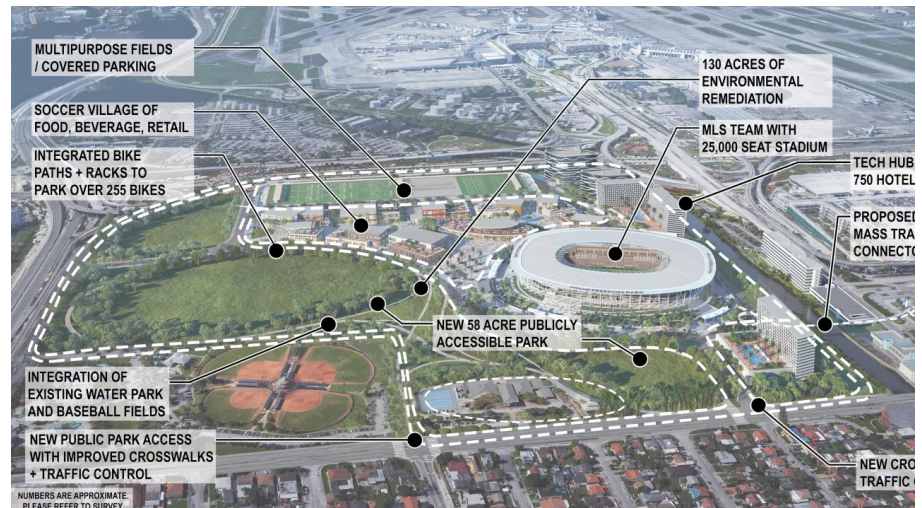 MULTIPURPOSE FIELDS
/ COVERED PARKING
SOCCER VILLAGE OF
FOOD, BEVERAGE, RETAIL
INTEGRATED BIKE
PATHS + RACKS TO
PARK OVER 255 BIKES
130 ACRES OF
ENVIRONMENTAL
REMEDIATION
MLS TEAM WITH
25,000 SEAT STADIUM
TECH HUB
750 HOTEL
PROPOSED
MASS TRA
CONNECTO
NEW 58 ACRE PUBLICLY
ACCESSIBLE PARK
INTEGRATION OF
EXISTING WATER PARK
AND BASEBALL FIELDS
NEW PUBLIC PARK ACCESS
WITH IMPROVED CROSSWALKS
+ TRAFFIC CONTROL
NEW CRO
TRAFFIC
NUMBERS ARE APPROXIMATE.
PLEASE REFER TO SURVEY